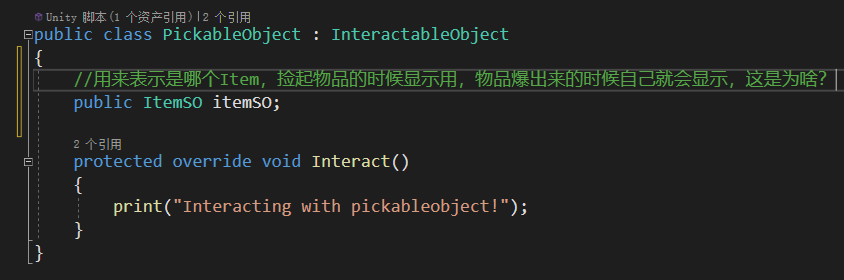 Unity 脚本(1 个资产引用)|2 个引用
public class PickableObject : InteractableObject
{
//用来表示是哪个Item，捡起物品的时候显示用，物品爆出来的时候自己就会显示，这是为啥？
public ItemSO itemSO;
2 个引用
protected override void Interact()
{
print("Interacting with pickableobject!");
}
}